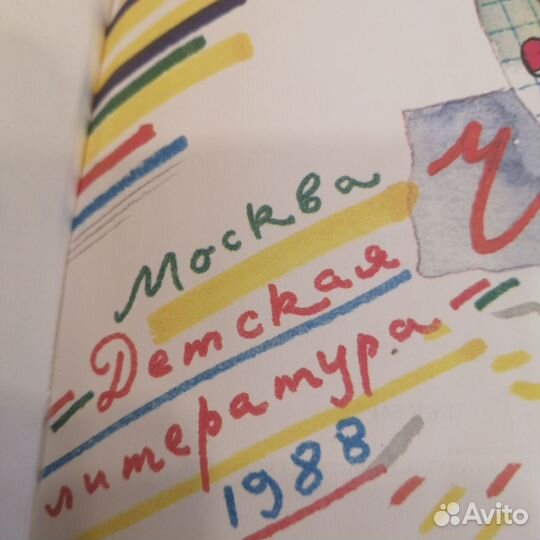 Ч
Москва
Детская
литература
1988
Avito